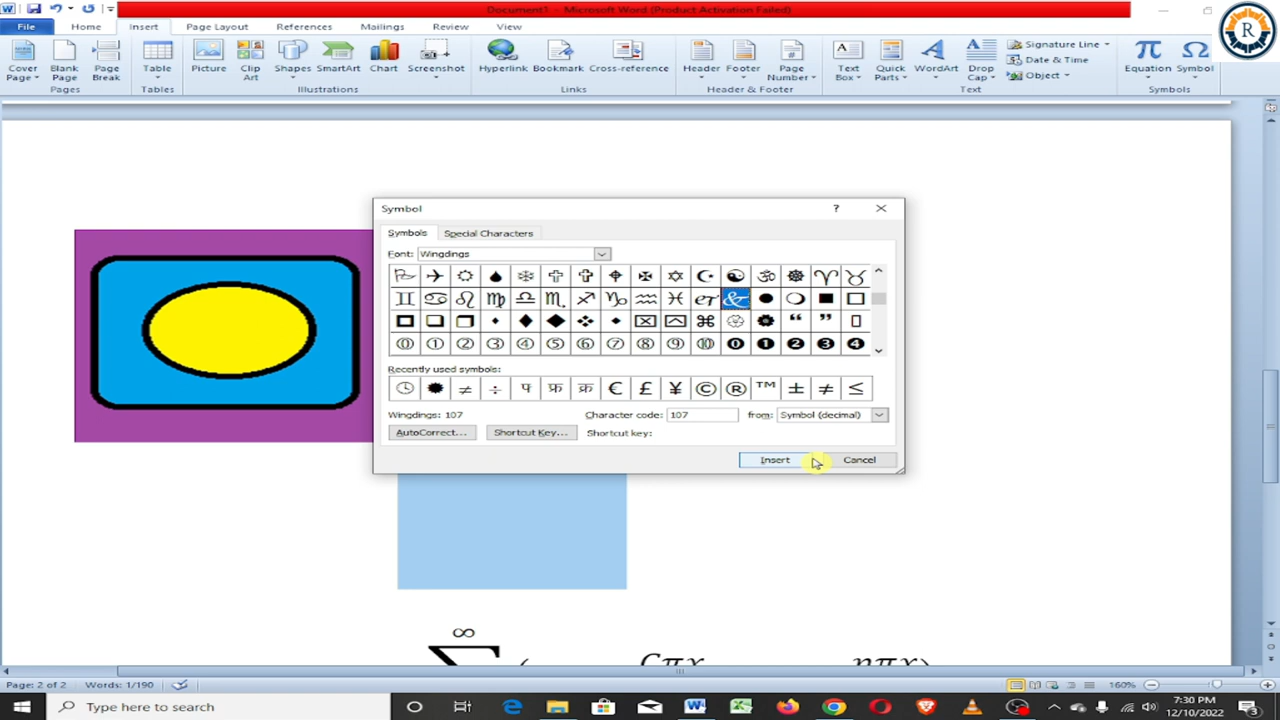 Document1 - Microsoft Word (Product Activation Failed)
File Home Insert Page Layout References Mailings Review View
R
Cover Page Blank Page Page Break Table Picture Clip Art Shapes SmartArt Chart Screenshot Hyperlink Bookmark Cross-reference Header Footer Page Number Text Box Quick Parts WordArt Drop Cap Signature Line Date & Time Object Equation Symbol
Pages Tables Illustrations Links Header & Footer Text Symbols
Symbol
Symbols Special Characters
Font: Wingdings
Recently used symbols:
≠ ÷ फ फ्र क्र € £ ¥ © ® ™ ± ≠ ≤
Wingdings: 107 Character code: 107 from: Symbol (decimal)
AutoCorrect... Shortcut Key... Shortcut key:
Insert Cancel
∞
Page: 2 of 2 Words: 1/190 160%
Type here to search
7:30 PM
12/10/2022